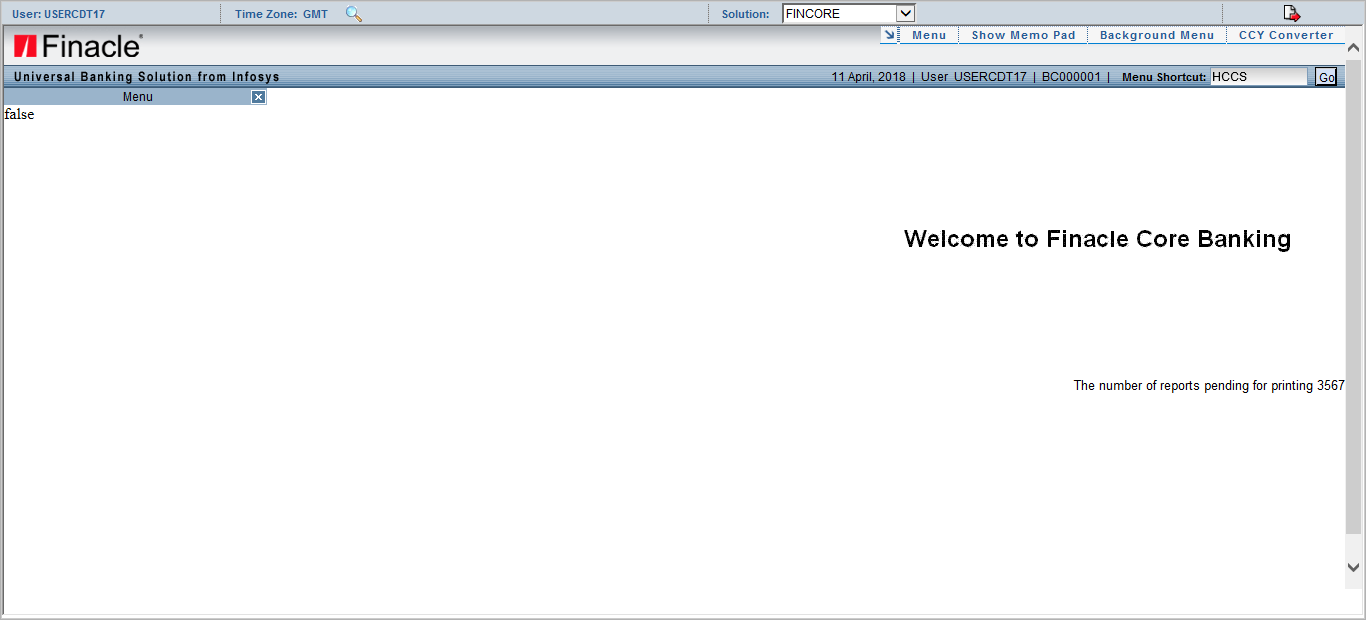 User: USERCDT17 Time Zone: GMT Solution: FINCORE
Menu Show Memo Pad Background Menu CCY Converter
Finacle
Universal Banking Solution from Infosys 11 April, 2018 | User USERCDT17 | BC000001 | Menu Shortcut: HCCS Go
Menu
false
Welcome to Finacle Core Banking
The number of reports pending for printing 3567